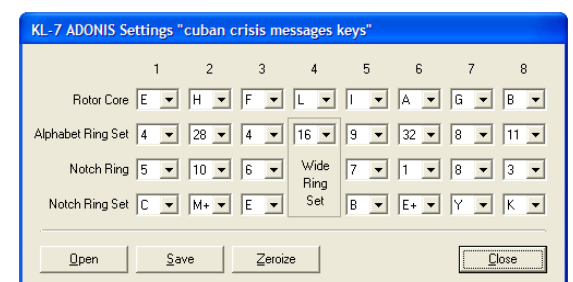 KL-7 ADONIS Settings "cuban crisis messages keys"
1 2 3 4 5 6 7 8
Rotor Core E H F L I A G B
Alphabet Ring Set 4 28 4 16 9 32 8 11
Notch Ring 5 10 6 Wide Ring Set 7 1 8 3
Notch Ring Set C M+ E B E+ Y K
Open Save Zeroize Close